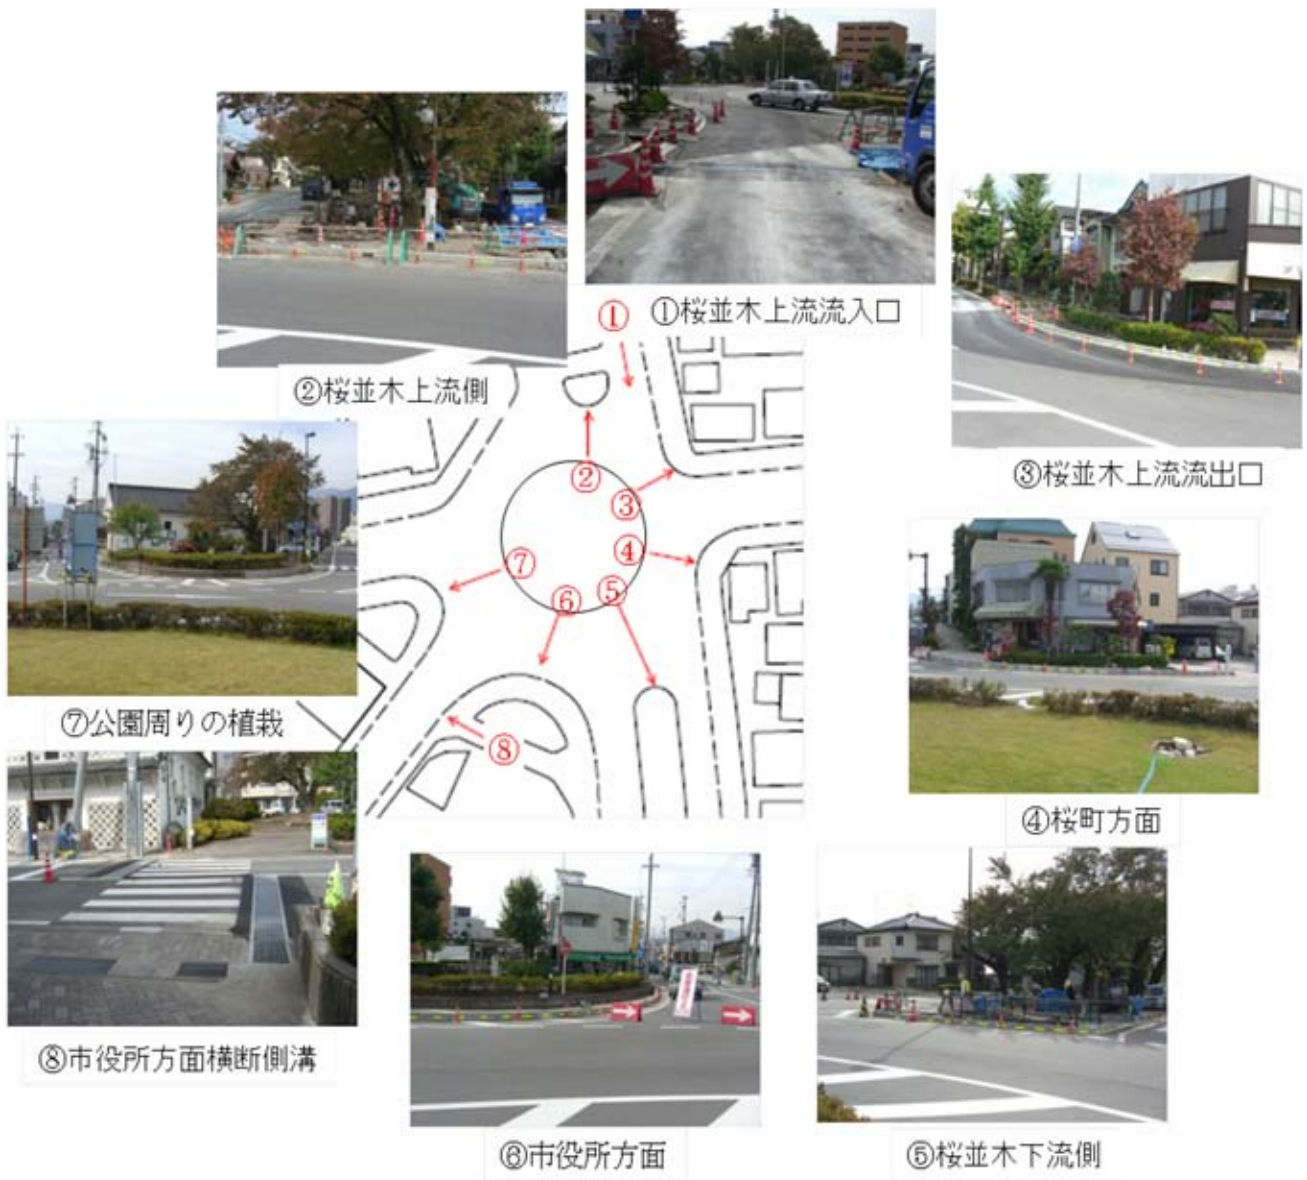 ①
①桜並木上流流入口
②桜並木上流側
③桜並木上流流出口
②
③
④
⑤
⑥
⑦
⑧
⑦公園周りの植栽
④桜町方面
⑧市役所方面横断側溝
⑥市役所方面
⑤桜並木下流側